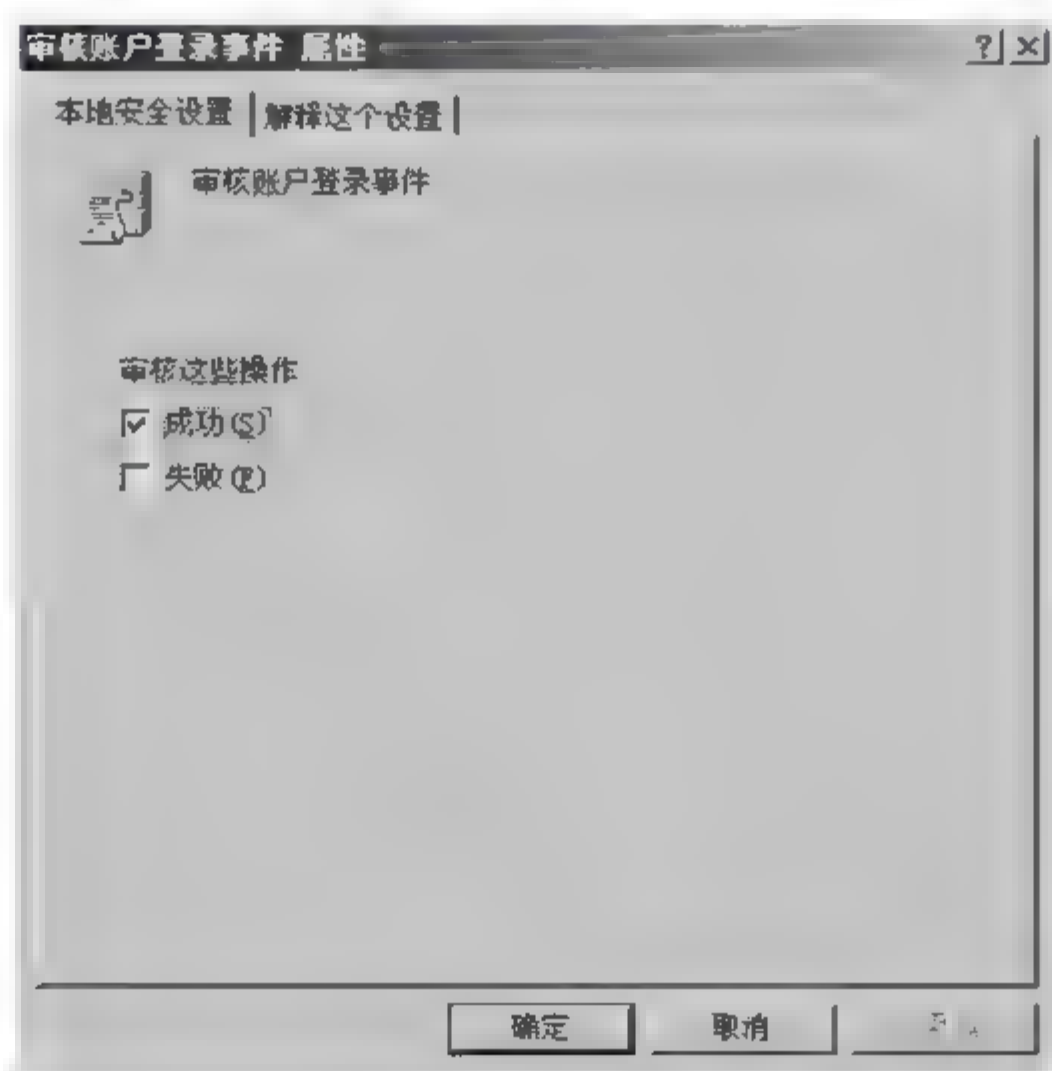 审核账户登录事件 属性
本地安全设置 解释这个设置
审核账户登录事件
审核这些操作
成功(S)
失败(F)
确定 取消